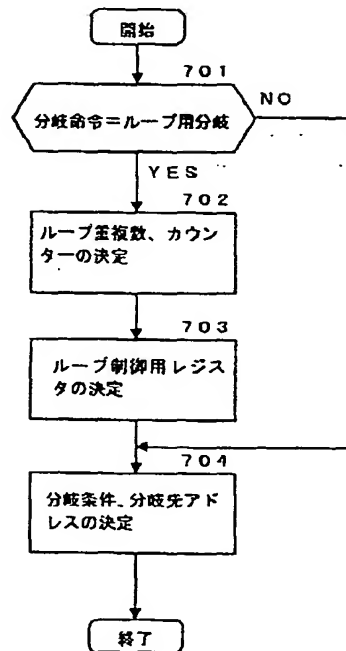 開始
701
分岐命令=ループ用分岐
NO
YES
702
ループ重複数、カウン
ターの決定
703
ループ制御用レジス
タの決定
704
分岐条件、分岐先アド
レスの決定
終了